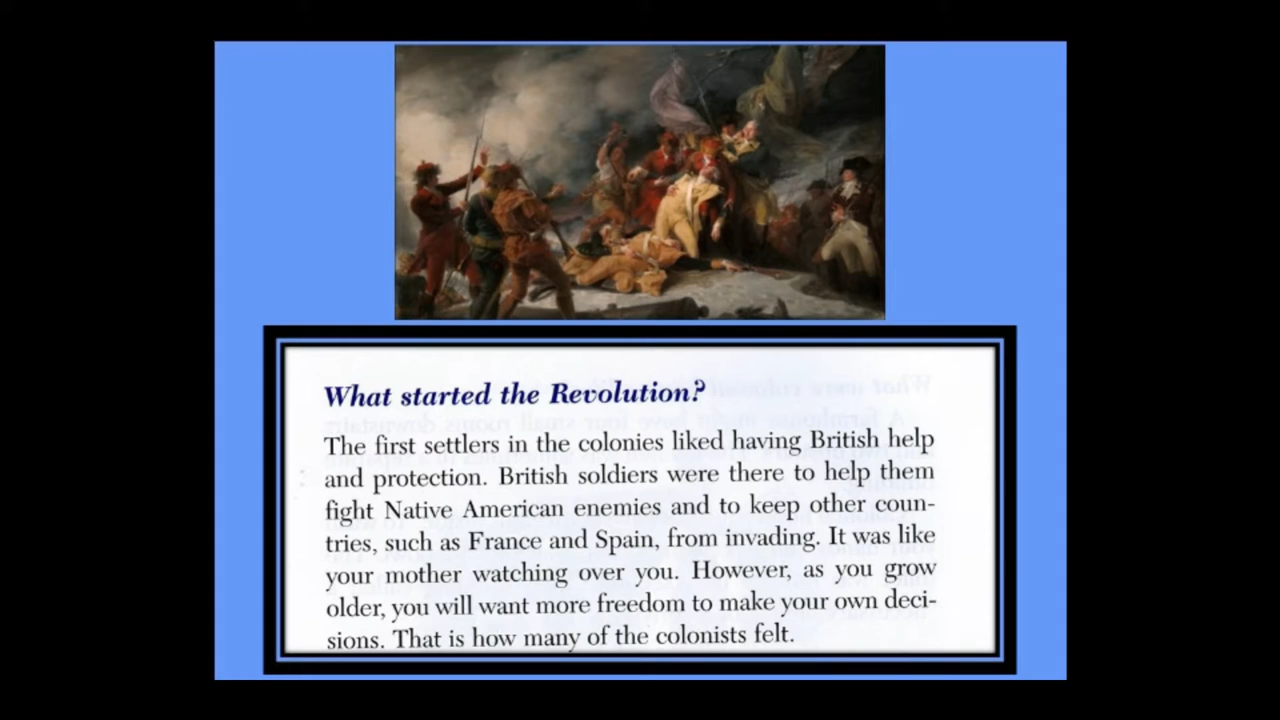 What started the Revolution?
The first settlers in the colonies liked having British help
and protection. British soldiers were there to help them
fight Native American enemies and to keep other coun-
tries, such as France and Spain, from invading. It was like
your mother watching over you. However, as you grow
older, you will want more freedom to make your own deci-
sions. That is how many of the colonists felt.